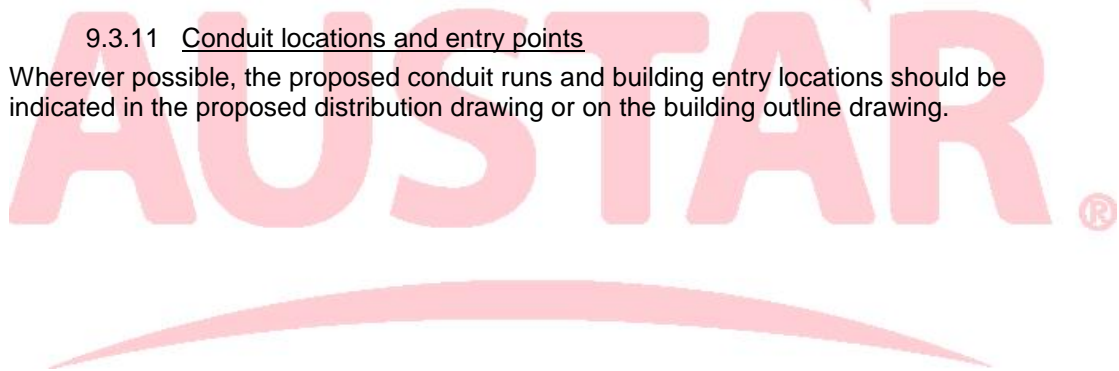 9.3.11 Conduit locations and entry points
Wherever possible, the proposed conduit runs and building entry locations should be
indicated in the proposed distribution drawing or on the building outline drawing.
AUSTAR®